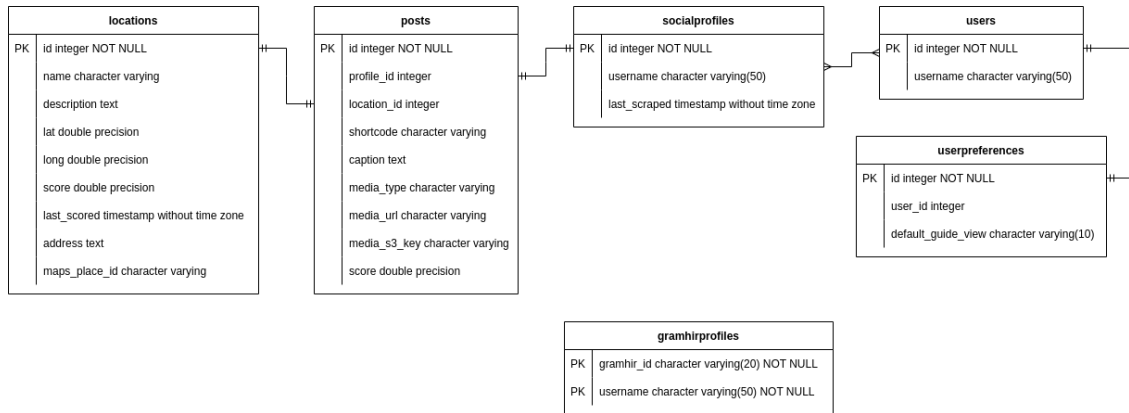 locations
PK id integer NOT NULL
name character varying
description text
lat double precision
long double precision
score double precision
last_scored timestamp without time zone
address text
maps_place_id character varying
posts
PK id integer NOT NULL
profile_id integer
location_id integer
shortcode character varying
caption text
media_type character varying
media_url character varying
media_s3_key character varying
score double precision
socialprofiles
PK id integer NOT NULL
username character varying(50)
last_scraped timestamp without time zone
users
PK id integer NOT NULL
username character varying(50)
userpreferences
PK id integer NOT NULL
user_id integer
default_guide_view character varying(10)
gramhirprofiles
PK gramhir_id character varying(20) NOT NULL
PK username character varying(50) NOT NULL